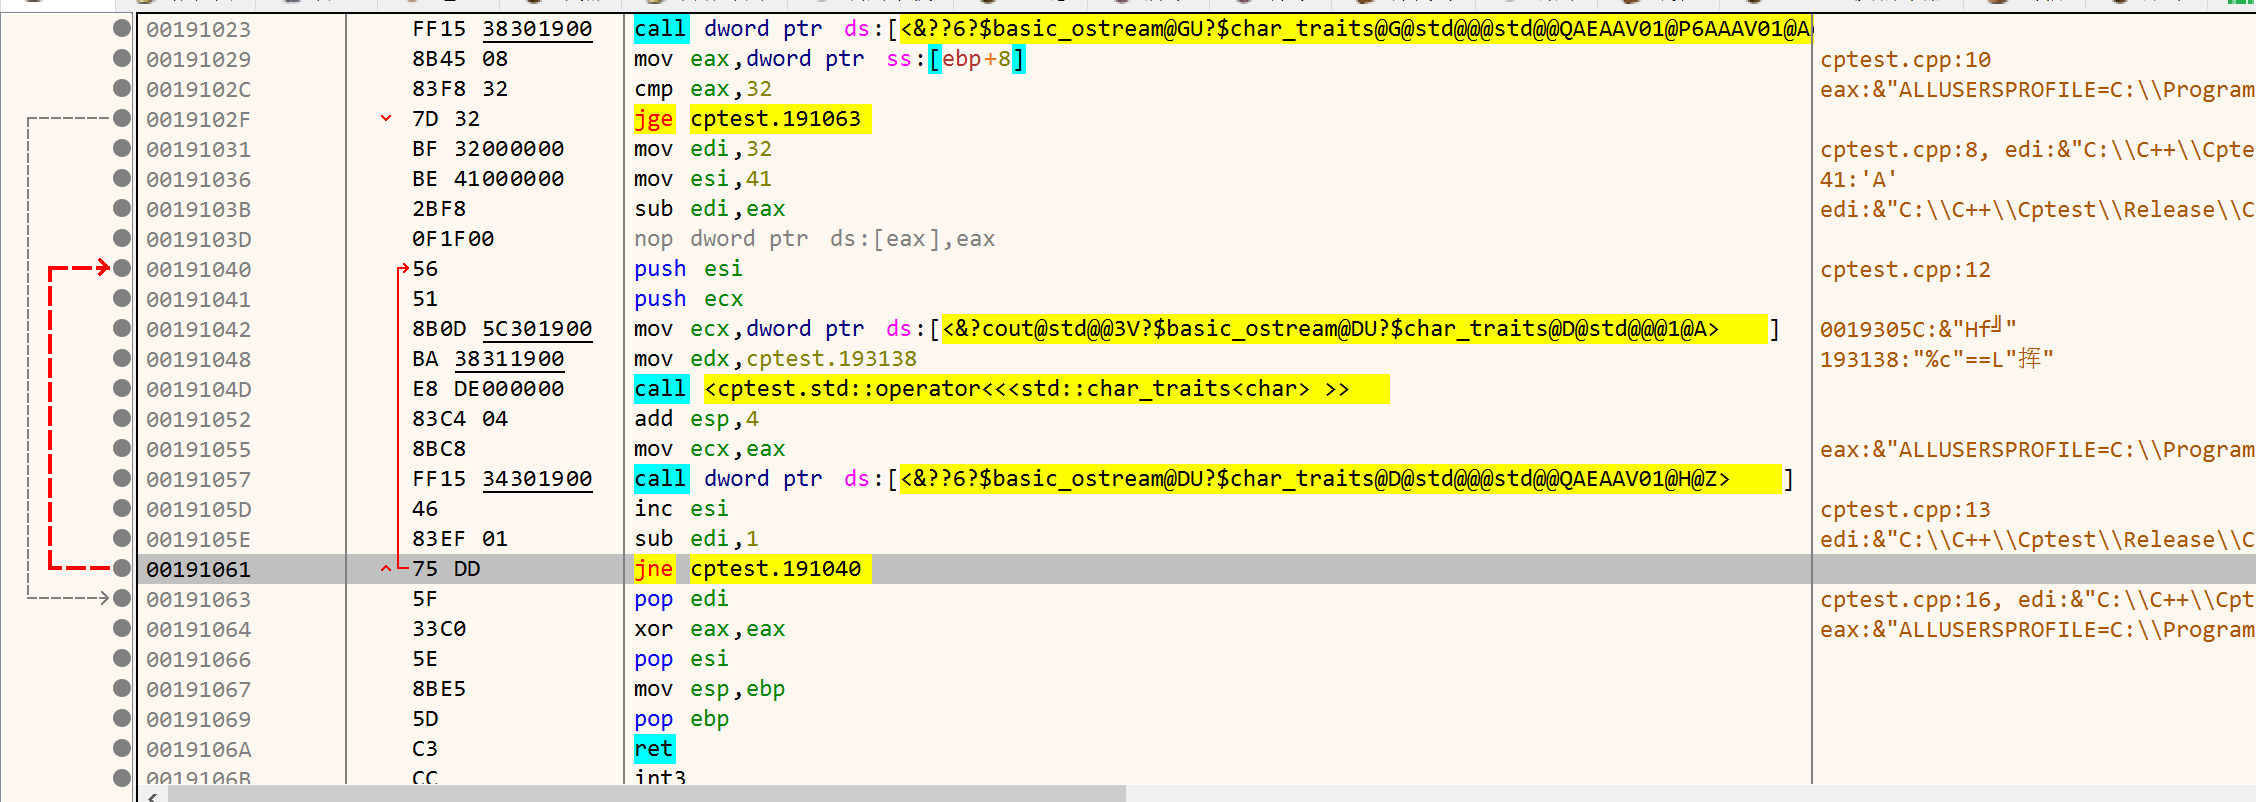 00191023 FF15 38301900 call dword ptr ds:[<&??6?$basic_ostream@GU?$char_traits@G@std@@@std@@QAEAAV01@P6AAAV01@A
00191029 8B45 08 mov eax,dword ptr ss:[ebp+8] cptest.cpp:10
0019102C 83F8 32 cmp eax,32 eax:&"ALLUSERSPROFILE=C:\\Program
0019102F 7D 32 jge cptest.191063
00191031 BF 32000000 mov edi,32 cptest.cpp:8, edi:&"C:\\C++\\Cpte
00191036 BE 41000000 mov esi,41 41:'A'
0019103B 2BF8 sub edi,eax edi:&"C:\\C++\\Cptest\\Release\\C
0019103D 0F1F00 nop dword ptr ds:[eax],eax
00191040 56 push esi cptest.cpp:12
00191041 51 push ecx
00191042 8B0D 5C301900 mov ecx,dword ptr ds:[<&?cout@std@@3V?$basic_ostream@DU?$char_traits@D@std@@@1@A>] 0019305C:&"Hf╝"
00191048 BA 38311900 mov edx,cptest.193138 193138:"%c"==L"挥"
0019104D E8 DE000000 call <cptest.std::operator<<<std::char_traits<char> >>
00191052 83C4 04 add esp,4
00191055 8BC8 mov ecx,eax eax:&"ALLUSERSPROFILE=C:\\Program
00191057 FF15 34301900 call dword ptr ds:[<&??6?$basic_ostream@DU?$char_traits@D@std@@@std@@QAEAAV01@H@Z>]
0019105D 46 inc esi cptest.cpp:13
0019105E 83EF 01 sub edi,1 edi:&"C:\\C++\\Cptest\\Release\\C
00191061 75 DD jne cptest.191040
00191063 5F pop edi cptest.cpp:16, edi:&"C:\\C++\\Cpt
00191064 33C0 xor eax,eax eax:&"ALLUSERSPROFILE=C:\\Program
00191066 5E pop esi
00191067 8BE5 mov esp,ebp
00191069 5D pop ebp
0019106A C3 ret
0019106B CC int3